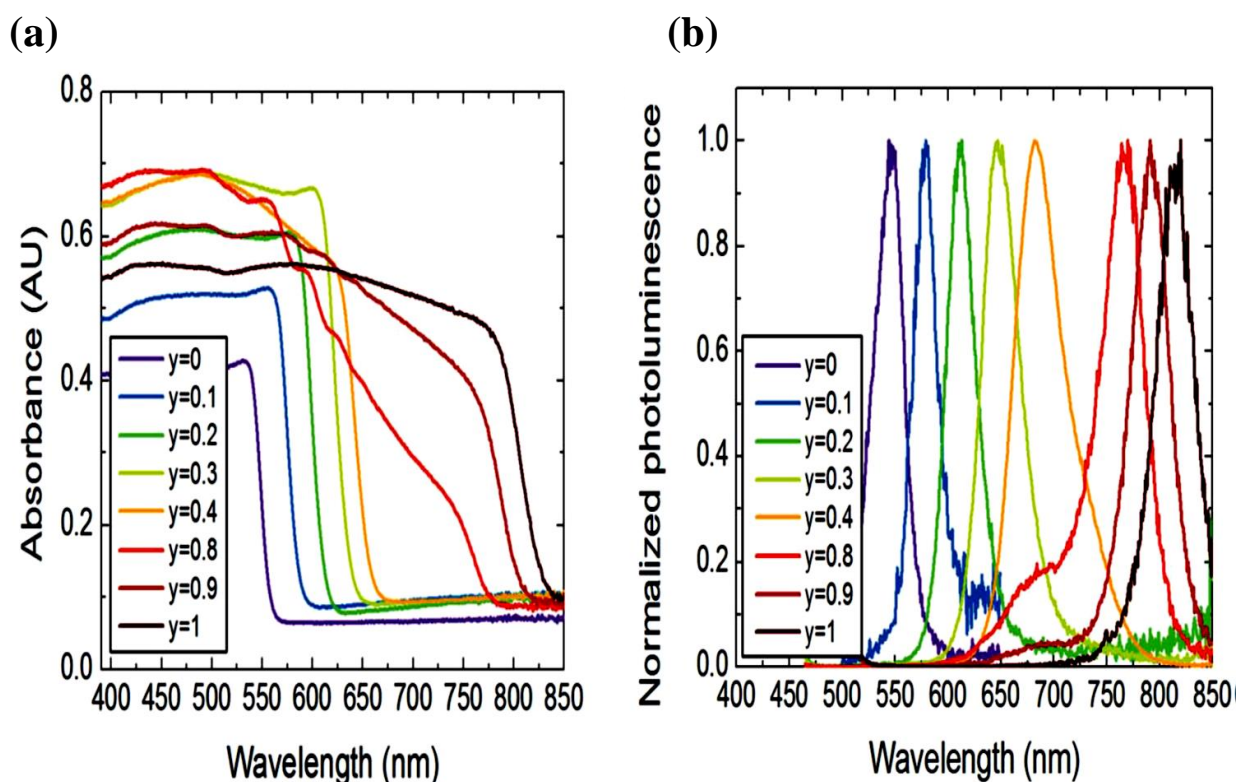 (a)
(b)
Absorbance (AU)
0.8
0.6
0.4
0.2
0.0
y=0
y=0.1
y=0.2
y=0.3
y=0.4
y=0.8
y=0.9
y=1
400 450 500 550 600 650 700 750 800 850
Wavelength (nm)
Normalized photoluminescence
1.0
0.8
0.6
0.4
0.2
0.0
y=0
y=0.1
y=0.2
y=0.3
y=0.4
y=0.8
y=0.9
y=1
400 450 500 550 600 650 700 750 800 850
Wavelength (nm)